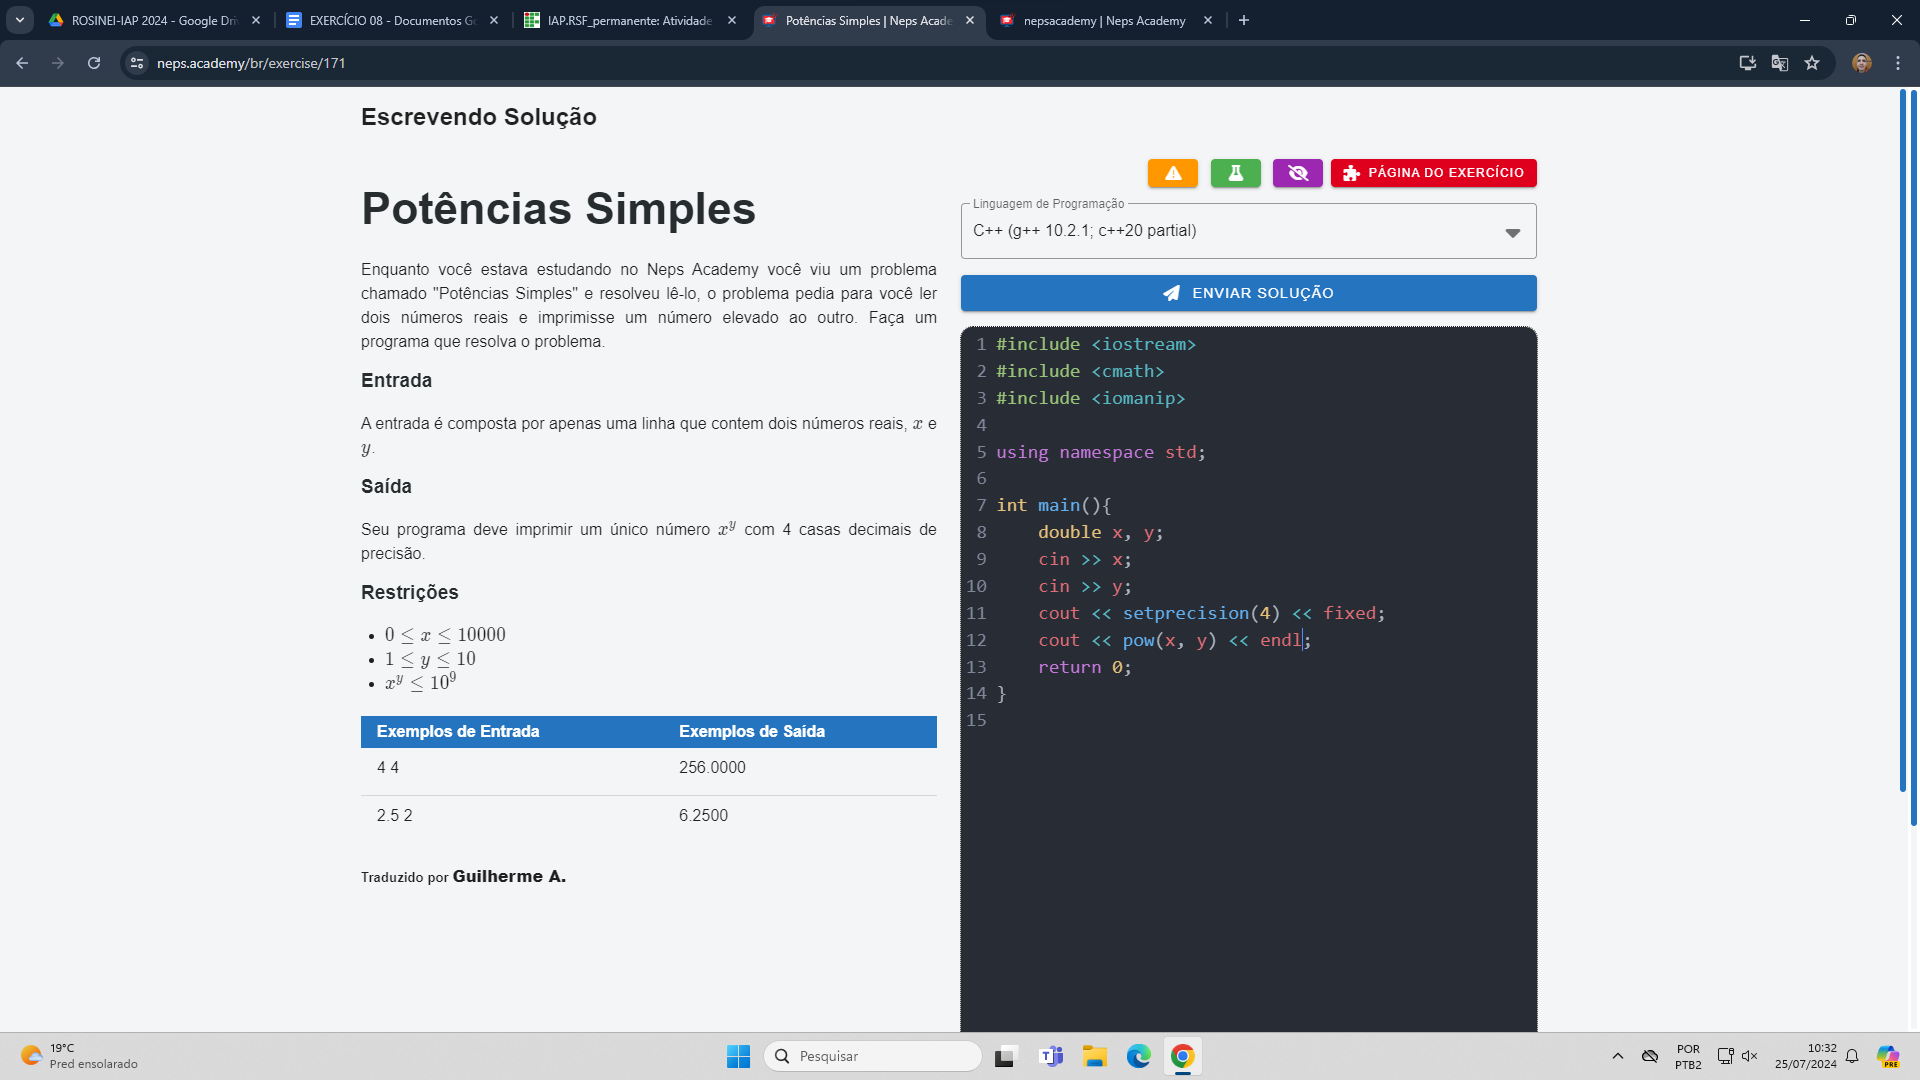 ROSINEI-IAP 2024 - Google Dri
EXERCÍCIO 08 - Documentos Go
IAP.RSF_permanente: Atividade
Potências Simples | Neps Acade
nepsacademy | Neps Academy
neps.academy/br/exercise/171
Escrevendo Solução
PÁGINA DO EXERCÍCIO
Potências Simples
Enquanto você estava estudando no Neps Academy você viu um problema
chamado "Potências Simples" e resolveu lê-lo, o problema pedia para você ler
dois números reais e imprimisse um número elevado ao outro. Faça um
programa que resolva o problema.
Entrada
A entrada é composta por apenas uma linha que contem dois números reais, x e
y.
Saída
Seu programa deve imprimir um único número x^y com 4 casas decimais de
precisão.
Restrições
• 0 ≤ x ≤ 10000
• 1 ≤ y ≤ 10
• x^y ≤ 10^9
Exemplos de Entrada Exemplos de Saída
4 4 256.0000
2.5 2 6.2500
Traduzido por Guilherme A.
Linguagem de Programação
C++ (g++ 10.2.1; c++20 partial)
ENVIAR SOLUÇÃO
1 #include <iostream>
2 #include <cmath>
3 #include <iomanip>
4
5 using namespace std;
6
7 int main(){
8     double x, y;
9     cin >> x;
10     cin >> y;
11     cout << setprecision(4) << fixed;
12     cout << pow(x, y) << endl;
13     return 0;
14 }
15
19°C
Pred ensolarado
Pesquisar
POR
PTB2
10:32
25/07/2024
PRE